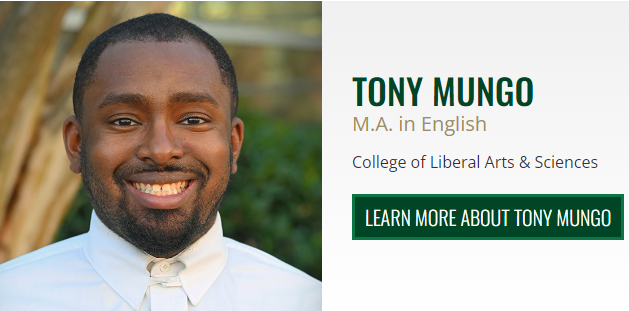 TONY MUNGO
M.A. in English
College of Liberal Arts & Sciences
LEARN MORE ABOUT TONY MUNGO